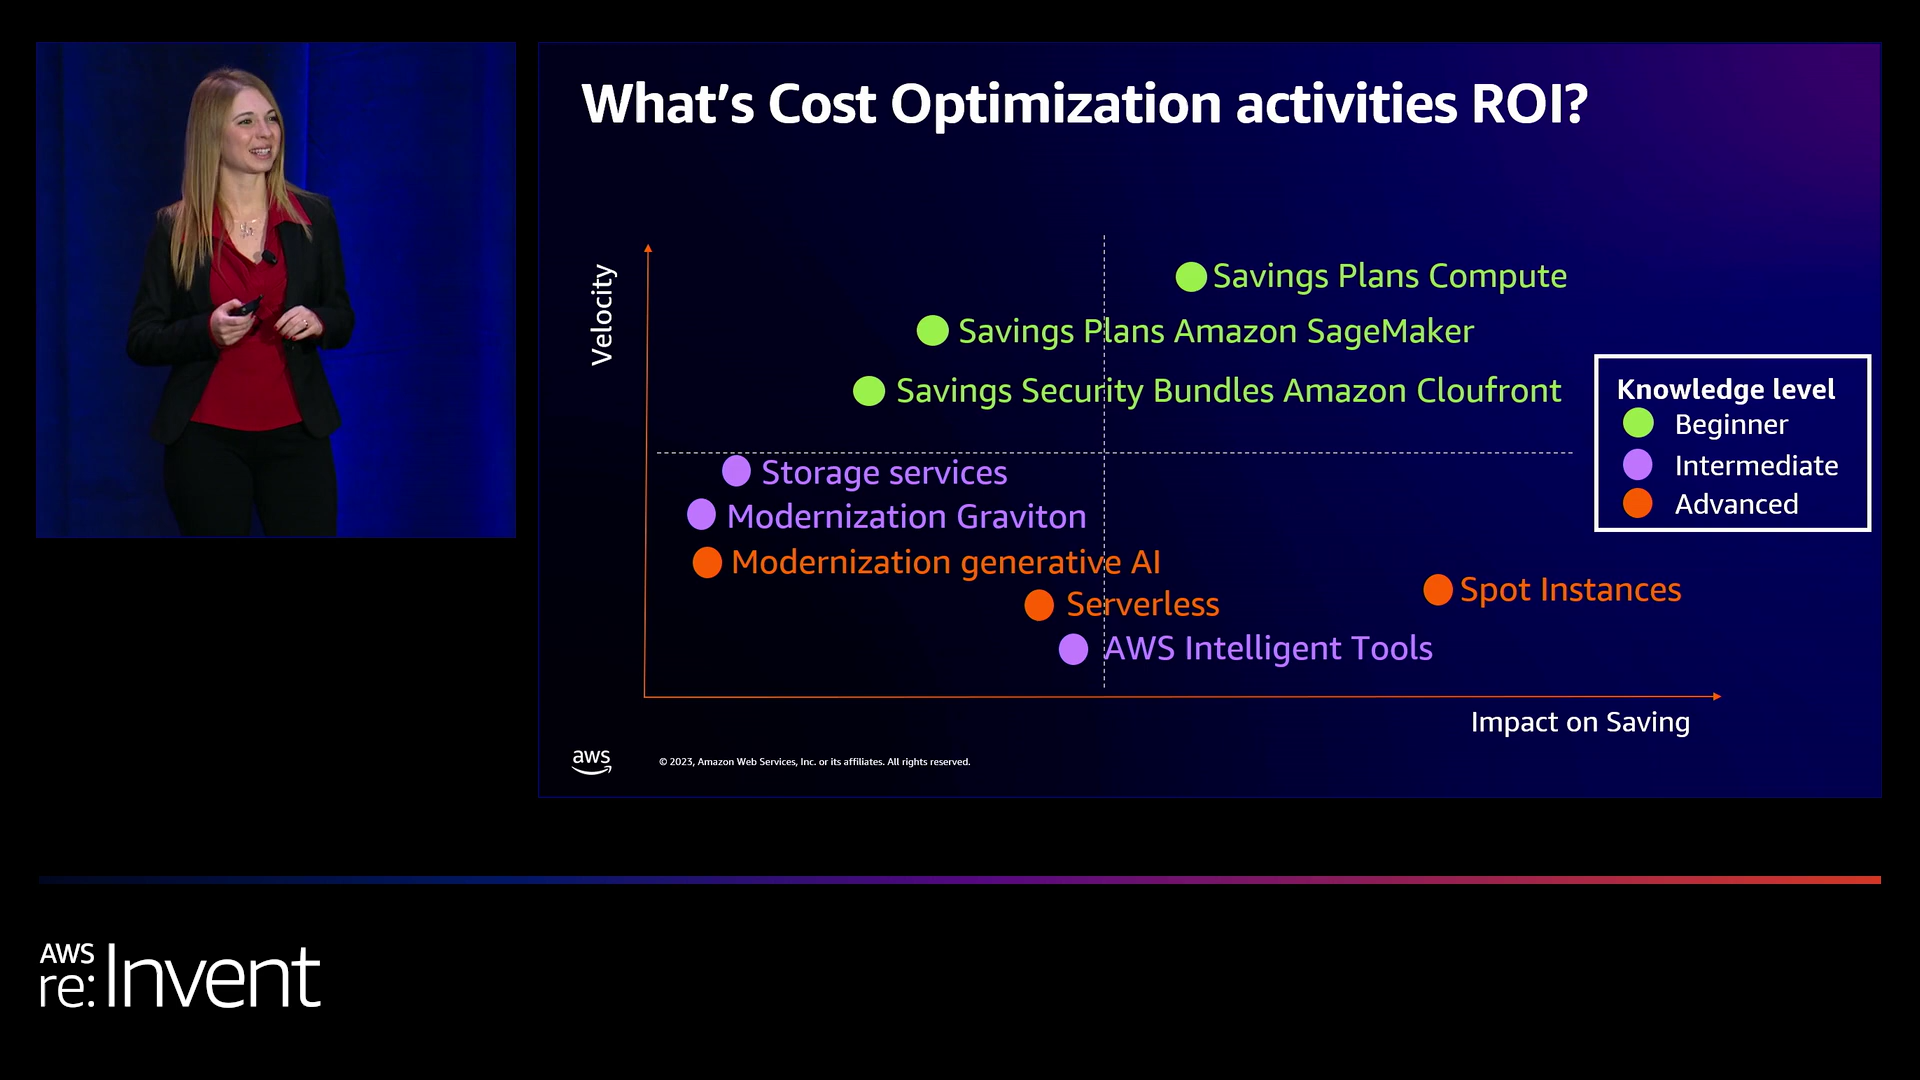 What's Cost Optimization activities ROI?
Velocity
Savings Plans Compute
Savings Plans Amazon SageMaker
Savings Security Bundles Amazon Cloufront
Knowledge level
Beginner
Intermediate
Advanced
Storage services
Modernization Graviton
Modernization generative AI
Spot Instances
Serverless
AWS Intelligent Tools
Impact on Saving
aws
© 2023, Amazon Web Services, Inc. or its affiliates. All rights reserved.
AWS
re:Invent